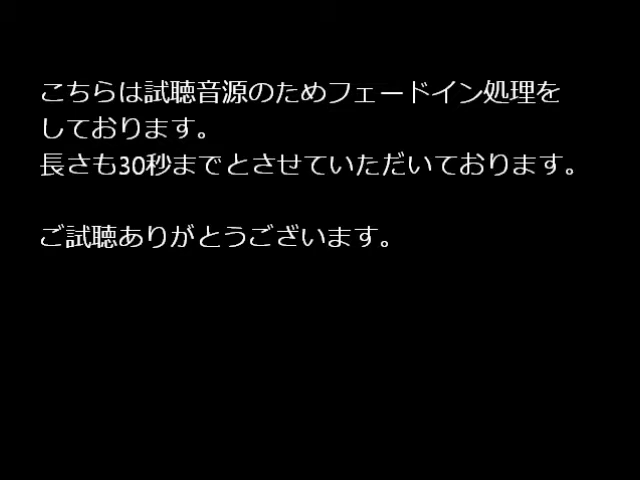 こちらは試聴音源のためフェードイン処理を
しております。
長さも30秒までとさせていただいております。
ご試聴ありがとうございます。